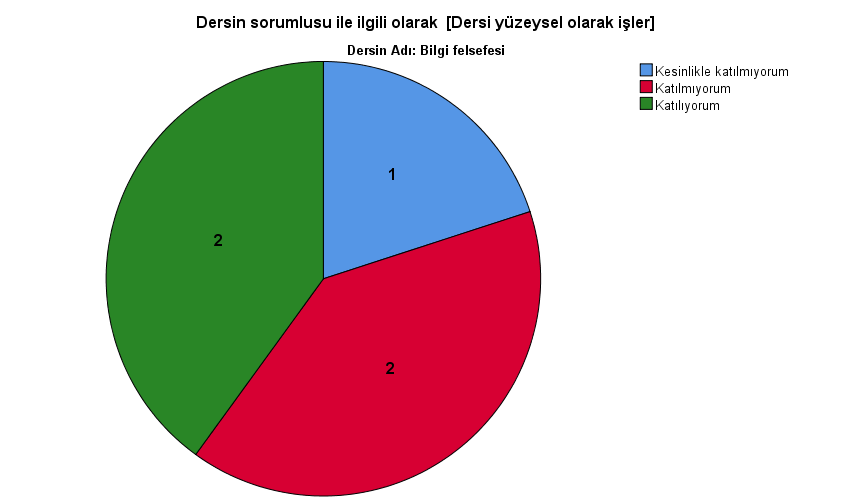 Dersin sorumlusu ile ilgili olarak  [Dersi yüzeysel olarak işler]
Dersin Adı: Bilgi felsefesi
Kesinlikle katılmıyorum
Katılmıyorum
Katılıyorum
1
2
2